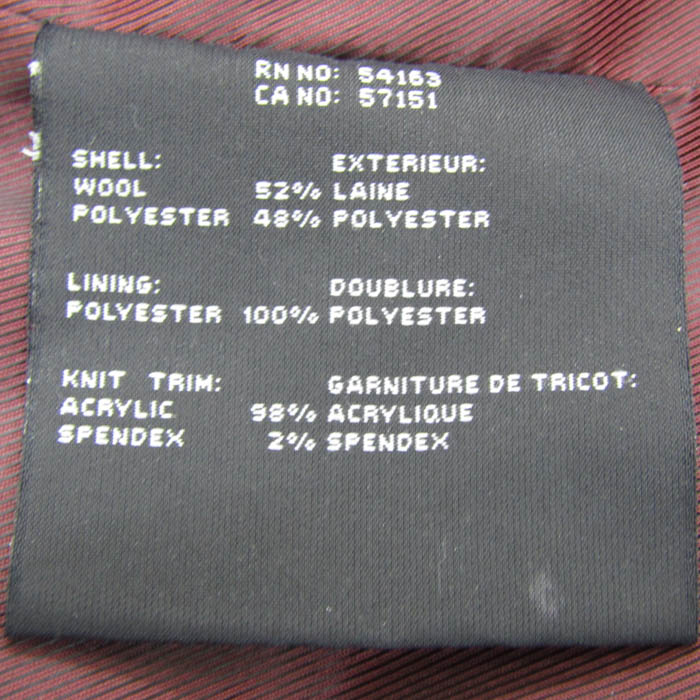 RN NO: 54163
CA NO: 57151
SHELL: EXTERIEUR:
WOOL 52% LAINE
POLYESTER 48% POLYESTER
LINING: DOUBLURE:
POLYESTER 100% POLYESTER
KNIT TRIM: GARNITURE DE TRICOT:
ACRYLIC 98% ACRYLIQUE
SPENDEX 2% SPENDEX